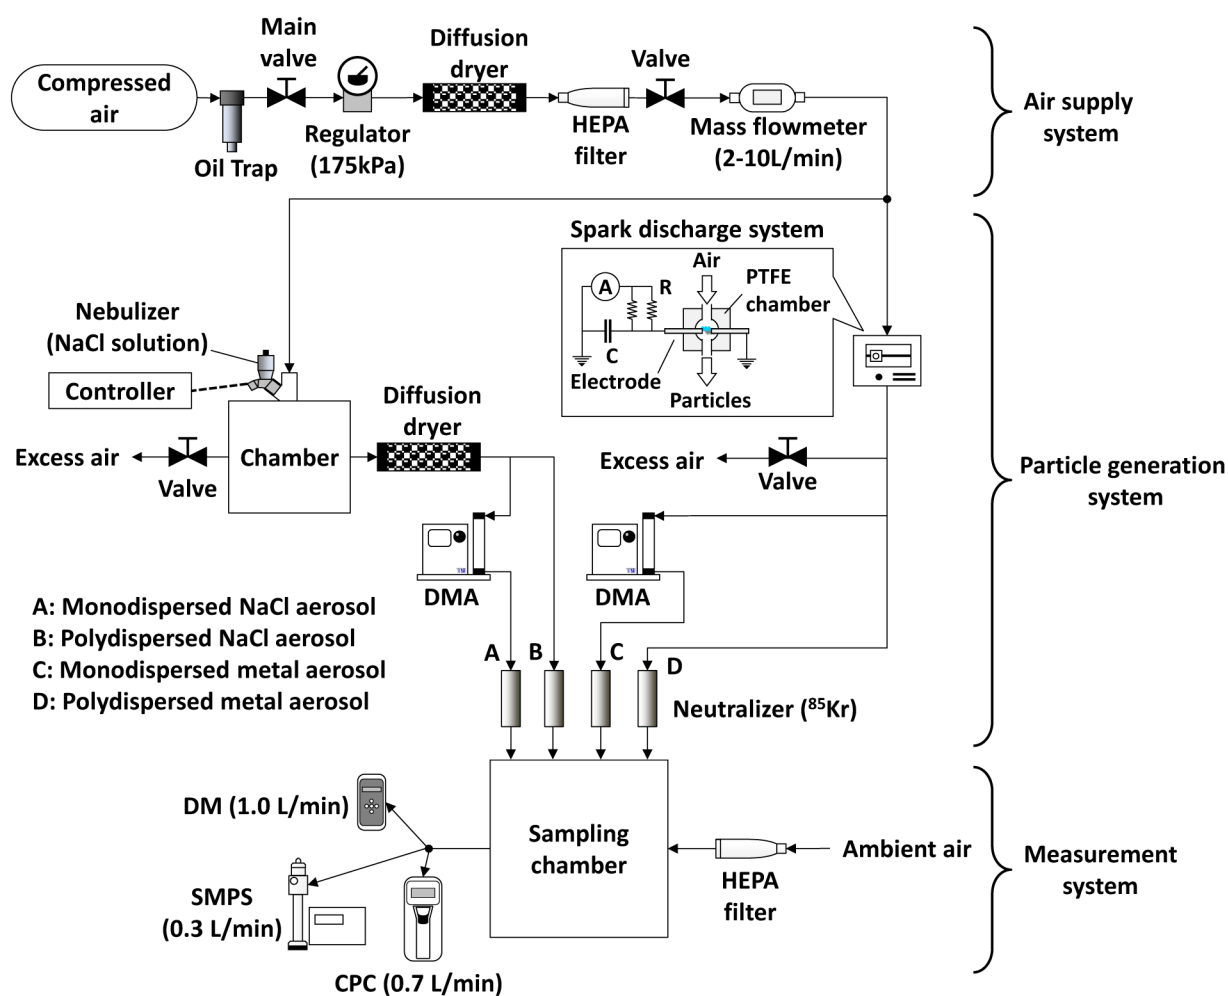 Main
valve
Diffusion
dryer
Valve
Compressed
air
Oil Trap
Regulator
(175kPa)
HEPA
filter
Mass flowmeter
(2-10L/min)
Air supply
system
Spark discharge system
Air
A
R
PTFE
chamber
C
Electrode
Particles
Nebulizer
(NaCl solution)
Controller
Diffusion
dryer
Excess air
Valve
Chamber
Excess air
Valve
Particle generation
system
DMA
DMA
A: Monodispersed NaCl aerosol
B: Polydispersed NaCl aerosol
C: Monodispersed metal aerosol
D: Polydispersed metal aerosol
A
B
C
D
Neutralizer (⁸⁵Kr)
DM (1.0 L/min)
SMPS
(0.3 L/min)
CPC (0.7 L/min)
Sampling
chamber
HEPA
filter
Ambient air
Measurement
system